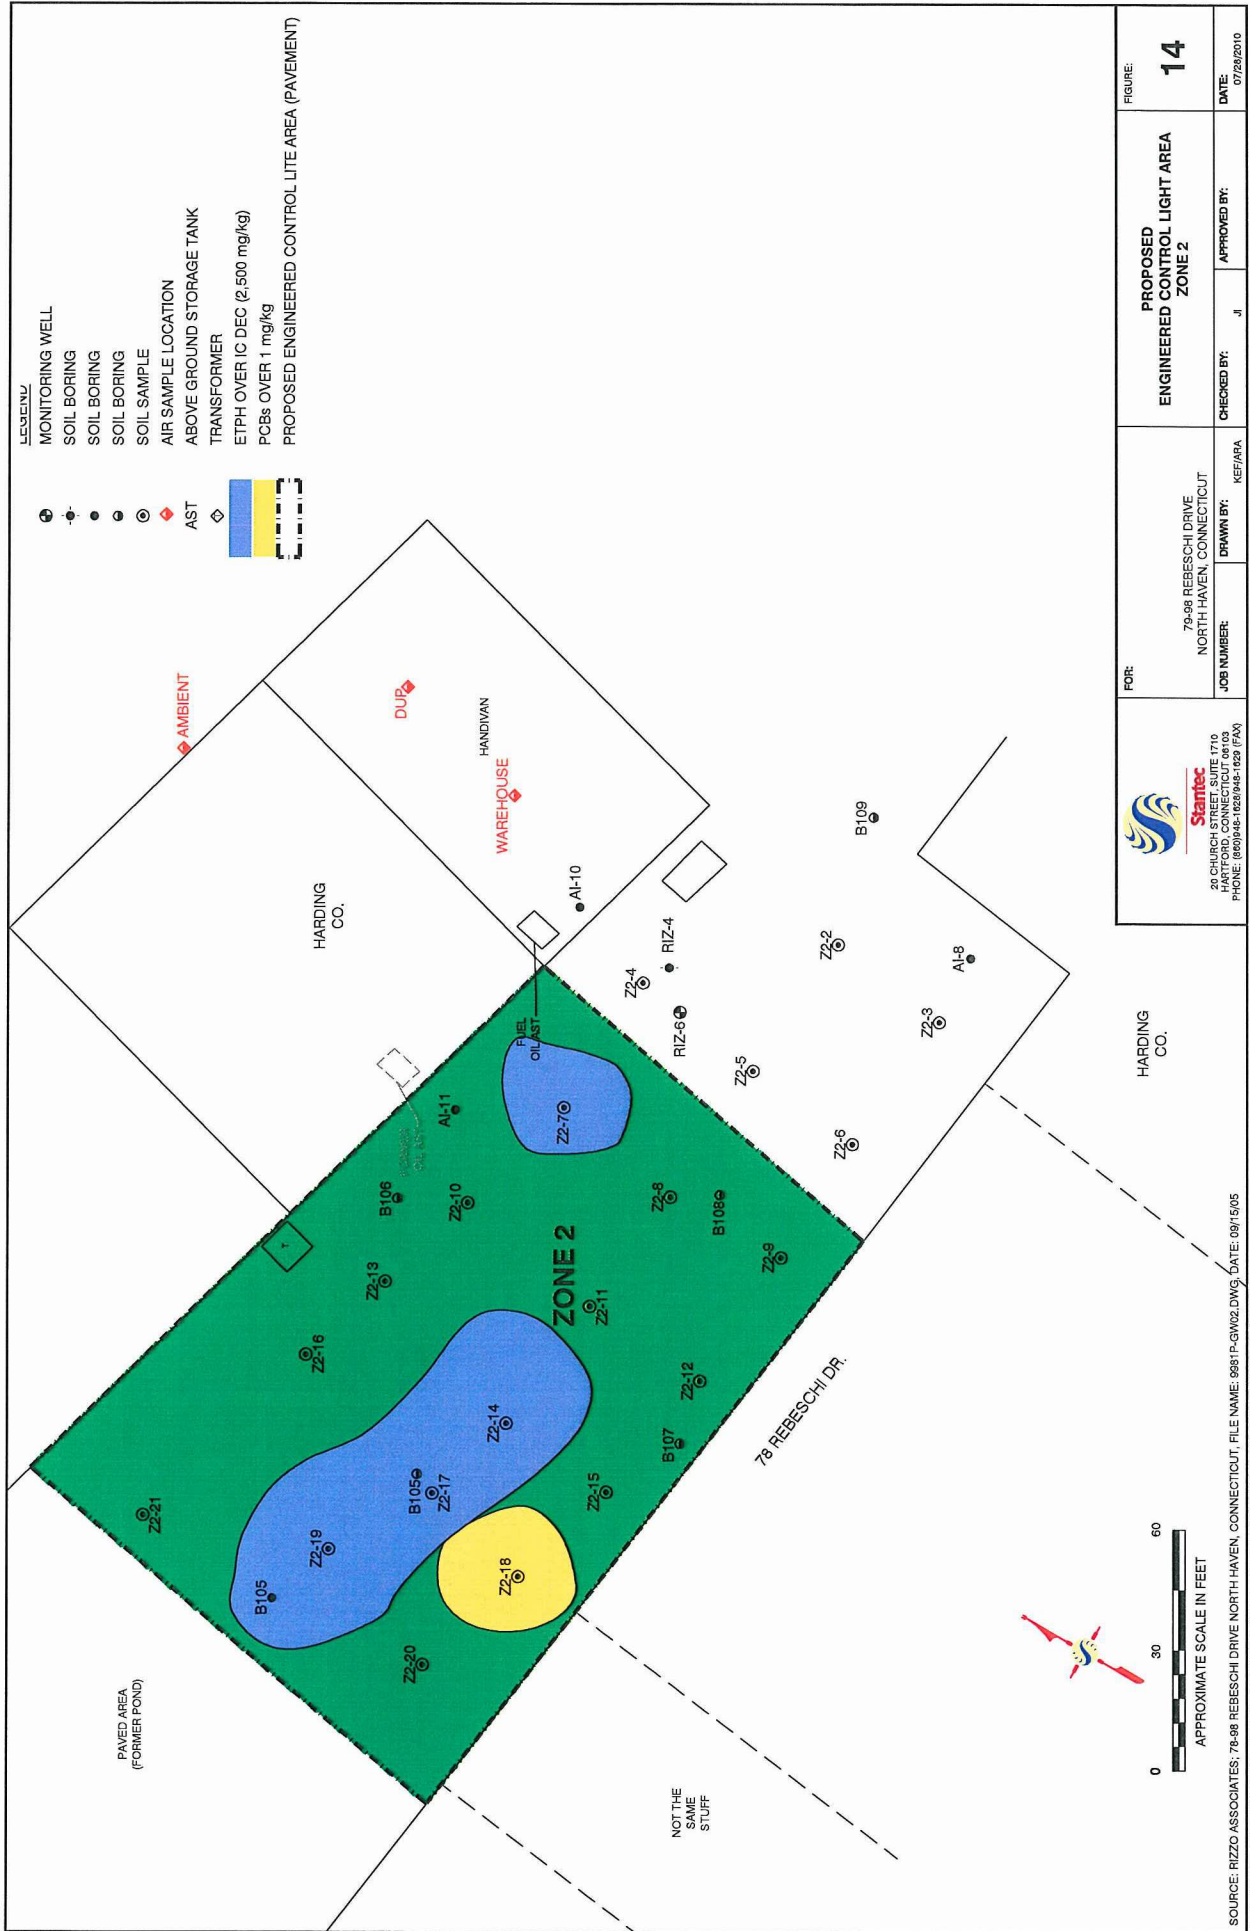 LEGEND
MONITORING WELL
SOIL BORING
SOIL BORING
SOIL BORING
SOIL SAMPLE
AIR SAMPLE LOCATION
AST ABOVE GROUND STORAGE TANK
TRANSFORMER
ETPH OVER IC DEC (2,500 mg/kg)
PCBs OVER 1 mg/kg
PROPOSED ENGINEERED CONTROL LITE AREA (PAVEMENT)
AMBIENT
DUP
HANDIVAN
WAREHOUSE
HARDING
CO.
AI-10
FUEL
OIL AST
RIZ-4
Z2-4
RIZ-6
Z2-5
Z2-2
B109
AI-8
Z2-3
Z2-6
HARDING
CO.
AI-11
OIL AST
B106
Z2-10
Z2-7
Z2-8
B108
Z2-9
T
Z2-13
ZONE 2
Z2-11
Z2-16
Z2-12
Z2-14
B107
B105
Z2-17
Z2-15
Z2-21
Z2-19
B105
Z2-18
Z2-20
PAVED AREA
(FORMER POND)
78 REBESCHI DR.
NOT THE
SAME
STUFF
0 30 60
APPROXIMATE SCALE IN FEET
SOURCE: RIZZO ASSOCIATES; 78-98 REBESCHI DRIVE NORTH HAVEN, CONNECTICUT, FILE NAME: 9981P-GW02.DWG, DATE: 09/15/05
Stantec
20 CHURCH STREET, SUITE 1710
HARTFORD, CONNECTICUT 06103
PHONE: (860)948-1628/948-1629 (FAX)
FOR:
79-98 REBESCHI DRIVE
NORTH HAVEN, CONNECTICUT
JOB NUMBER:
DRAWN BY:
KEF/ARA
PROPOSED
ENGINEERED CONTROL LIGHT AREA
ZONE 2
CHECKED BY:
JI
APPROVED BY:
FIGURE:
14
DATE:
07/28/2010